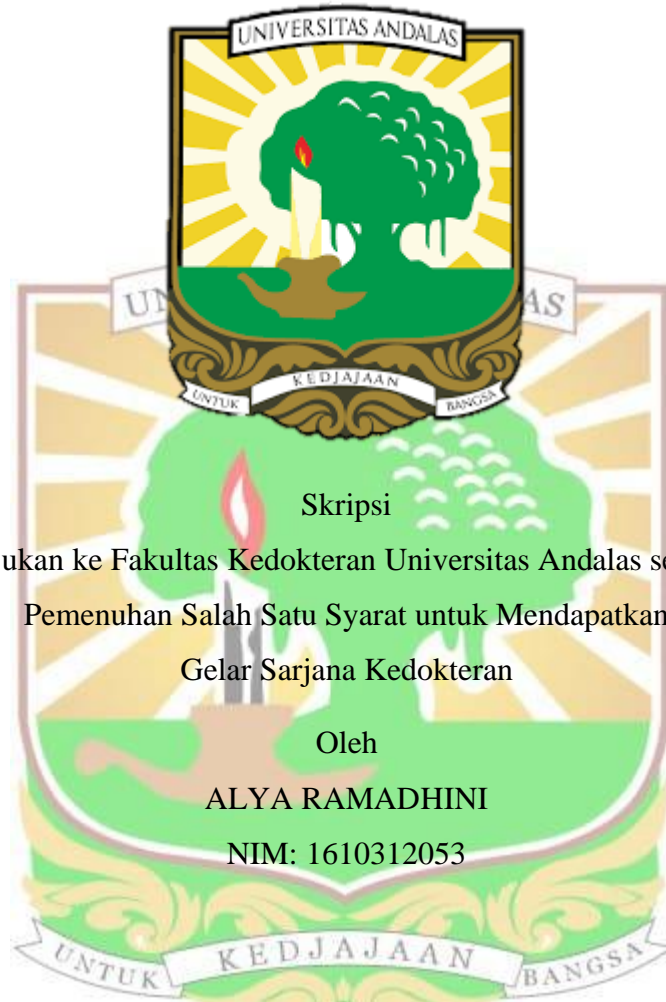 UNIVERSITAS ANDALAS
UNTUK KEDJAJAAN BANGSA
Skripsi
ukan ke Fakultas Kedokteran Universitas Andalas se
Pemenuhan Salah Satu Syarat untuk Mendapatkan
Gelar Sarjana Kedokteran
Oleh
ALYA RAMADHINI
NIM: 1610312053
UNTUK KEDJAJAAN BANGSA